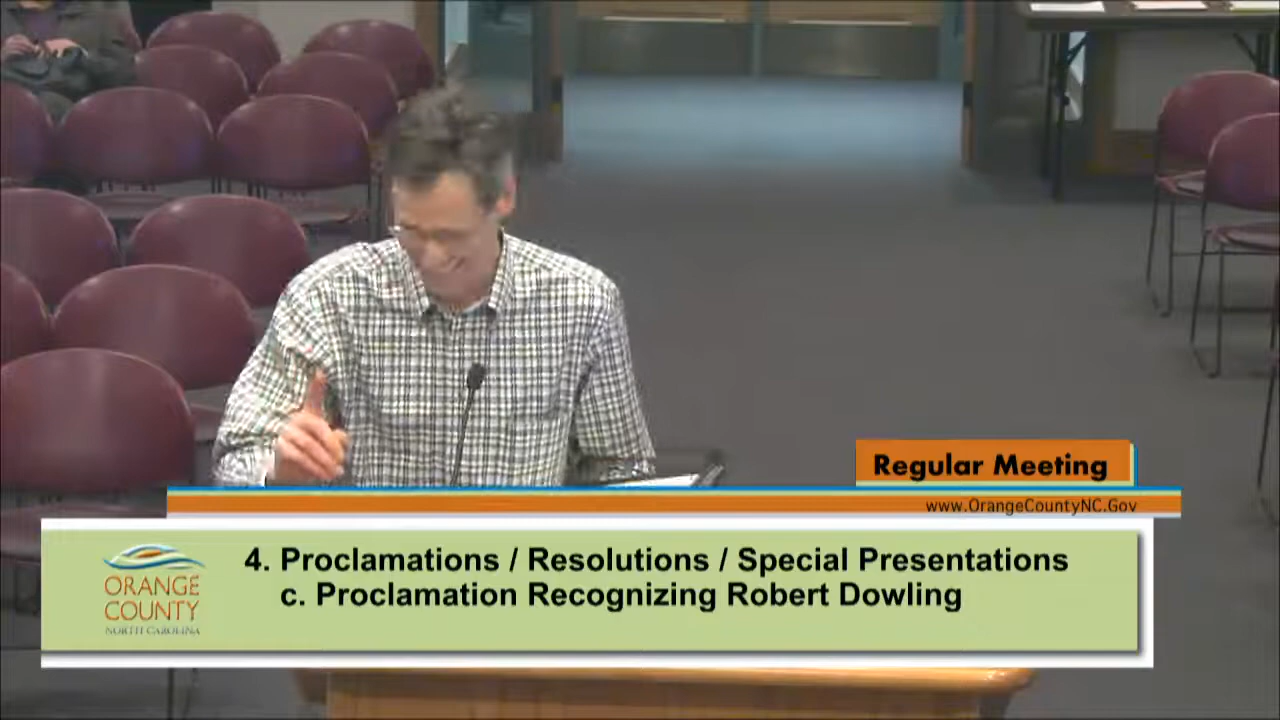 Regular Meeting
www.OrangeCountyNC.Gov
4. Proclamations / Resolutions / Special Presentations
c. Proclamation Recognizing Robert Dowling
ORANGE
COUNTY
NORTH CAROLINA